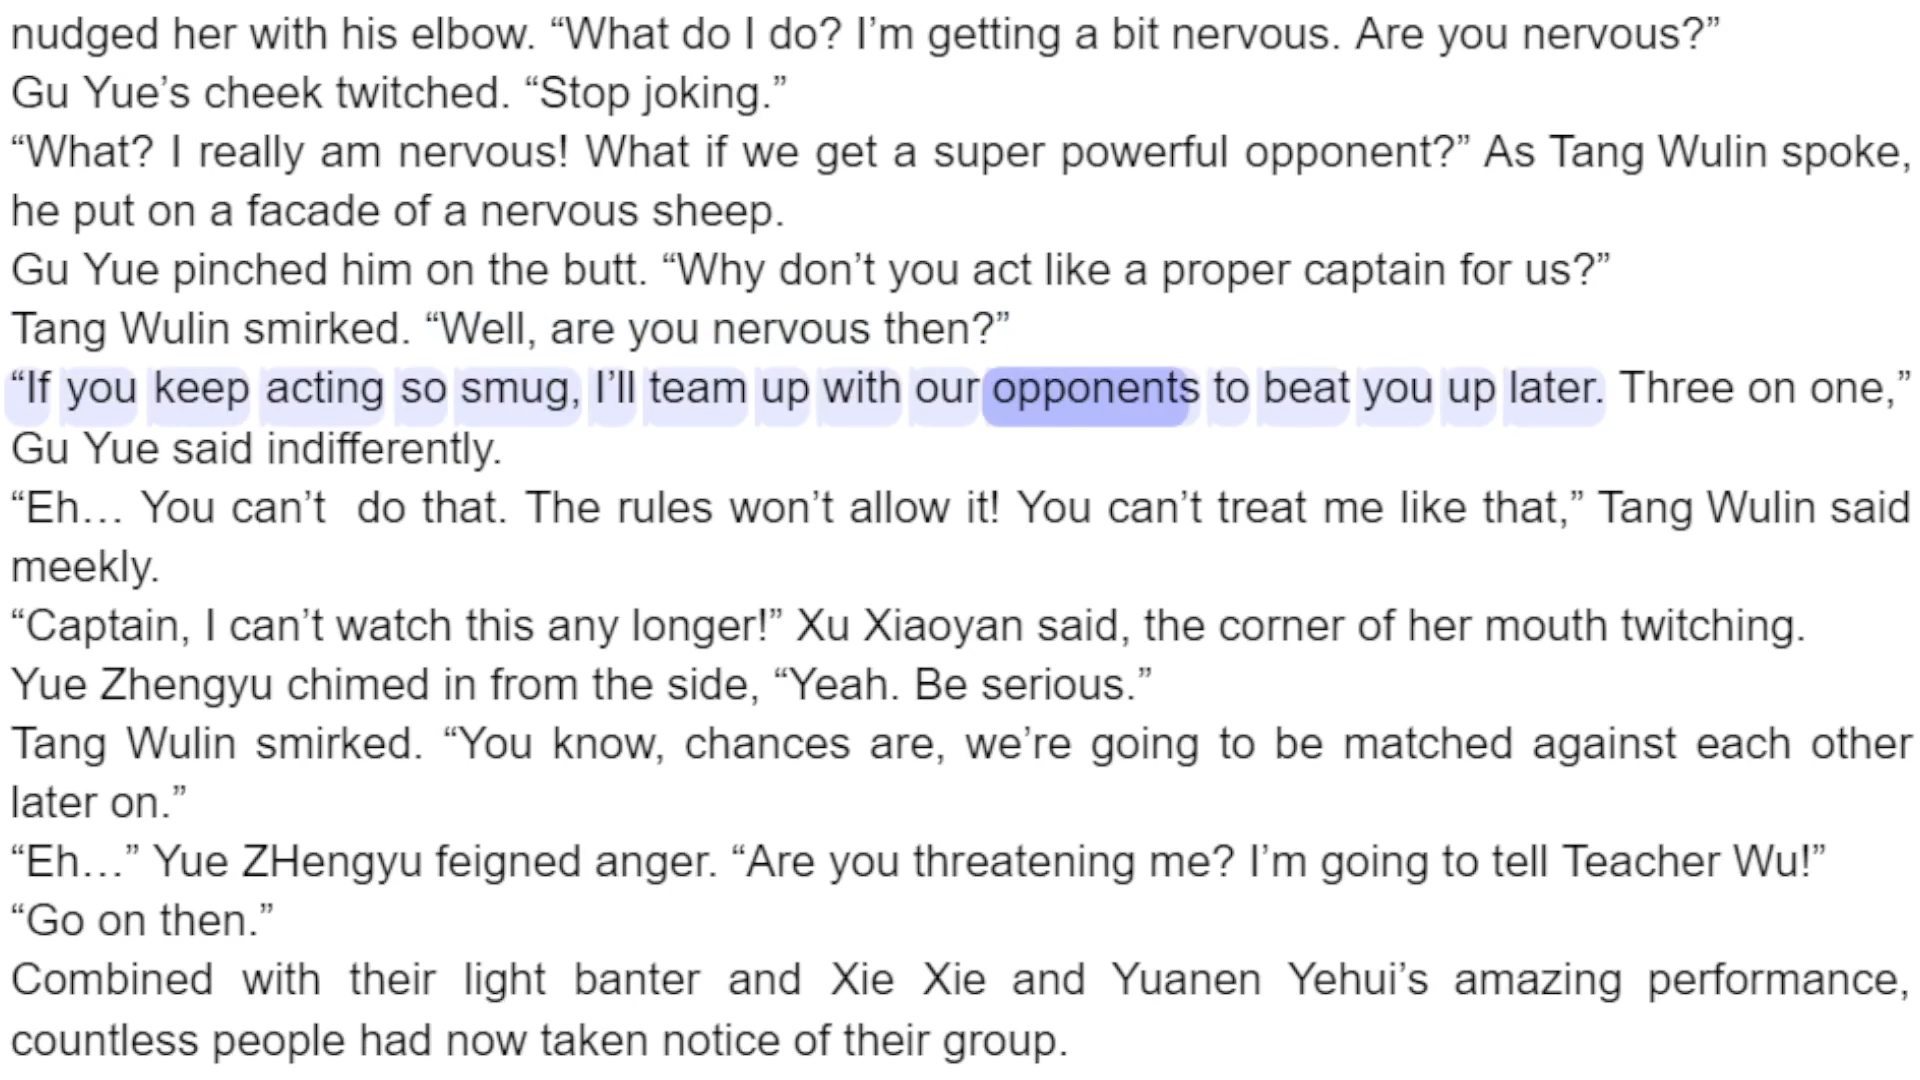 nudged her with his elbow. “What do I do? I’m getting a bit nervous. Are you nervous?”
Gu Yue’s cheek twitched. “Stop joking.”
“What? I really am nervous! What if we get a super powerful opponent?” As Tang Wulin spoke,
he put on a facade of a nervous sheep.
Gu Yue pinched him on the butt. “Why don’t you act like a proper captain for us?”
Tang Wulin smirked. “Well, are you nervous then?”
“If you keep acting so smug, I’ll team up with our opponents to beat you up later. Three on one,”
Gu Yue said indifferently.
“Eh… You can’t  do that. The rules won’t allow it! You can’t treat me like that,” Tang Wulin said
meekly.
“Captain, I can’t watch this any longer!” Xu Xiaoyan said, the corner of her mouth twitching.
Yue Zhengyu chimed in from the side, “Yeah. Be serious.”
Tang Wulin smirked. “You know, chances are, we’re going to be matched against each other
later on.”
“Eh…” Yue ZHengyu feigned anger. “Are you threatening me? I’m going to tell Teacher Wu!”
“Go on then.”
Combined with their light banter and Xie Xie and Yuanen Yehui’s amazing performance,
countless people had now taken notice of their group.